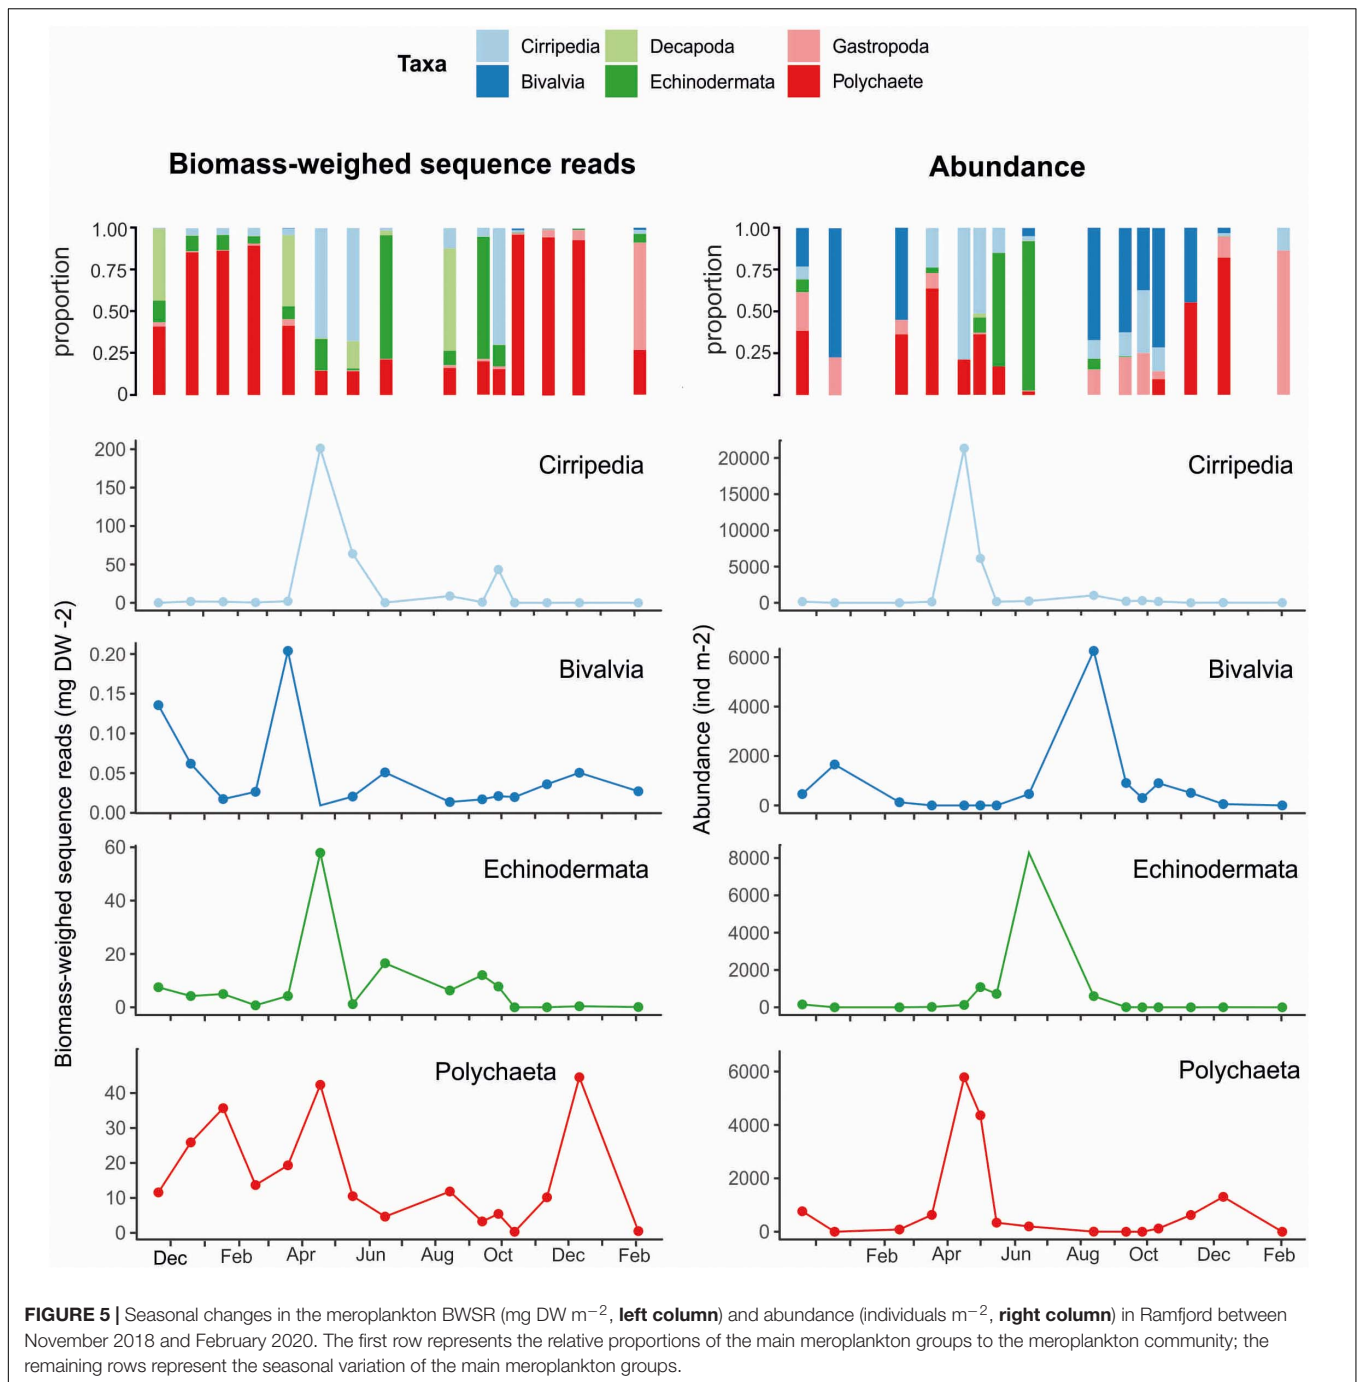 Taxa
Cirripedia
Decapoda
Gastropoda
Bivalvia
Echinodermata
Polychaete
Biomass-weighed sequence reads
Abundance
proportion
1.00
0.75
0.50
0.25
0
proportion
1.00
0.75
0.50
0.25
Biomass-weighed sequence reads (mg DW -2)
Cirripedia
200
150
100
50
0
Bivalvia
0.20
0.15
0.10
0.05
0.00
Echinodermata
60
40
20
0
Polychaeta
40
30
20
10
0
Dec Feb Apr Jun Aug Oct Dec Feb
Abundance (ind m-2)
Cirripedia
20000
15000
10000
5000
0
Bivalvia
6000
4000
2000
0
Echinodermata
8000
6000
4000
2000
0
Polychaeta
6000
4000
2000
0
Feb Apr Jun Aug Oct Dec Feb
FIGURE 5 | Seasonal changes in the meroplankton BWSR (mg DW m−2, left column) and abundance (individuals m−2, right column) in Ramfjord between
November 2018 and February 2020. The first row represents the relative proportions of the main meroplankton groups to the meroplankton community; the
remaining rows represent the seasonal variation of the main meroplankton groups.